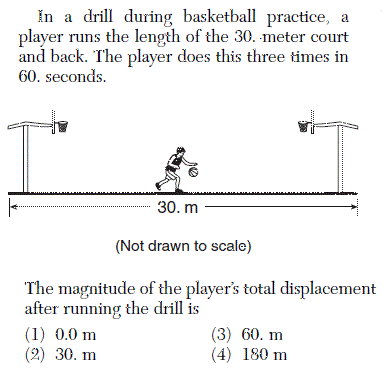 In a drill during basketball practice, a
player runs the length of the 30.-meter court
and back. The player does this three times in
60. seconds.
30. m
(Not drawn to scale)
The magnitude of the player's total displacement
after running the drill is
(1) 0.0 m (3) 60. m
(2) 30. m (4) 180 m